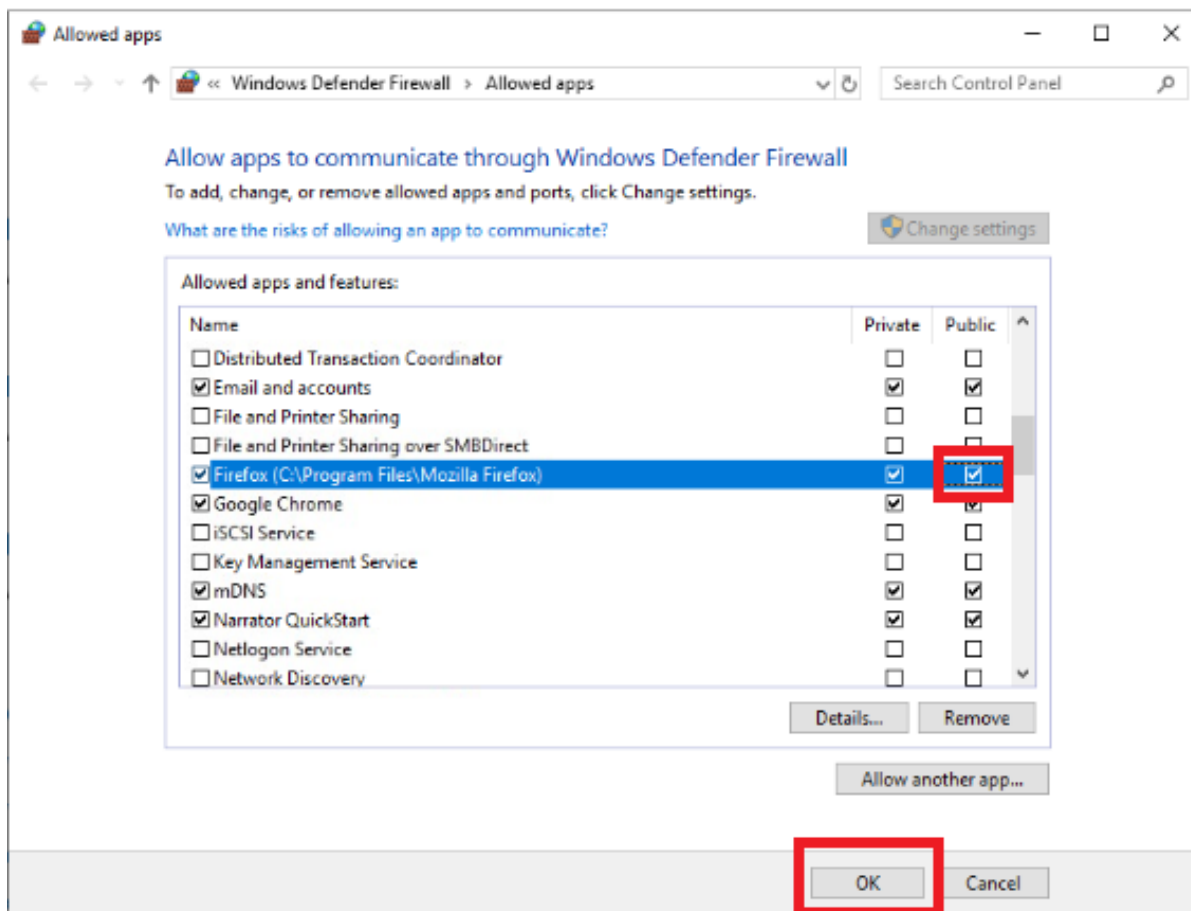 Allowed apps
« Windows Defender Firewall > Allowed apps
Search Control Panel
Allow apps to communicate through Windows Defender Firewall
To add, change, or remove allowed apps and ports, click Change settings.
What are the risks of allowing an app to communicate?
Change settings
Allowed apps and features:
Name Private Public
Distributed Transaction Coordinator
Email and accounts
File and Printer Sharing
File and Printer Sharing over SMBDirect
Firefox (C:\Program Files\Mozilla Firefox)
Google Chrome
iSCSI Service
Key Management Service
mDNS
Narrator QuickStart
Netlogon Service
Network Discovery
Details... Remove
Allow another app...
OK Cancel